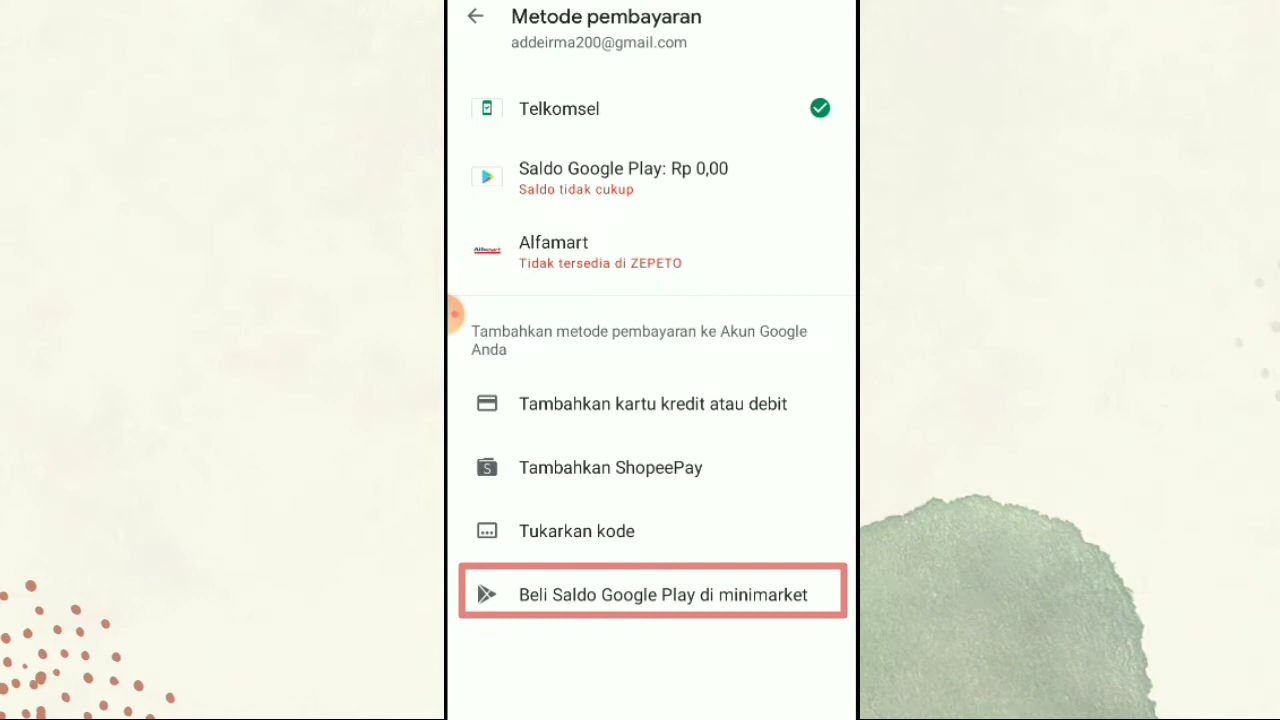 Metode pembayaran
addeirma200@gmail.com
Telkomsel
Saldo Google Play: Rp 0,00
Saldo tidak cukup
Alfamart
Alfamart
Tidak tersedia di ZEPETO
Tambahkan metode pembayaran ke Akun Google
Anda
Tambahkan kartu kredit atau debit
S
Tambahkan ShopeePay
Tukarkan kode
Beli Saldo Google Play di minimarket